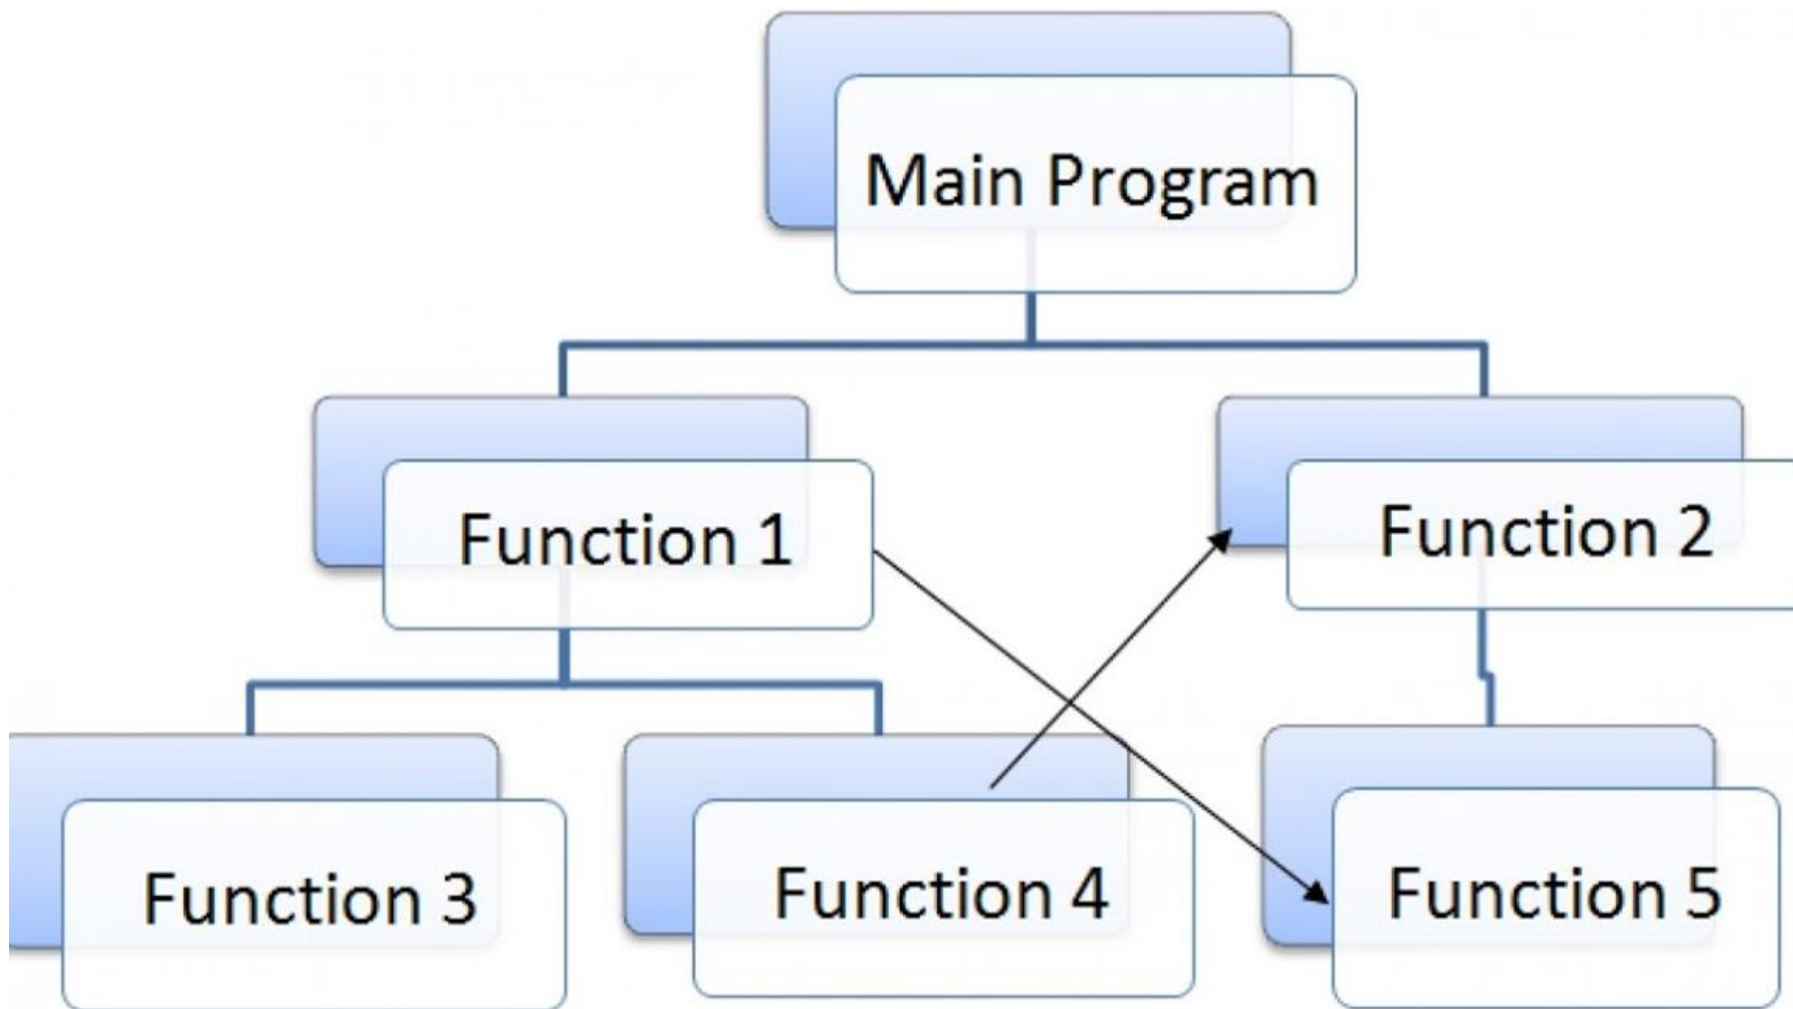 Main Program
Function 1
Function 2
Function 3
Function 4
Function 5